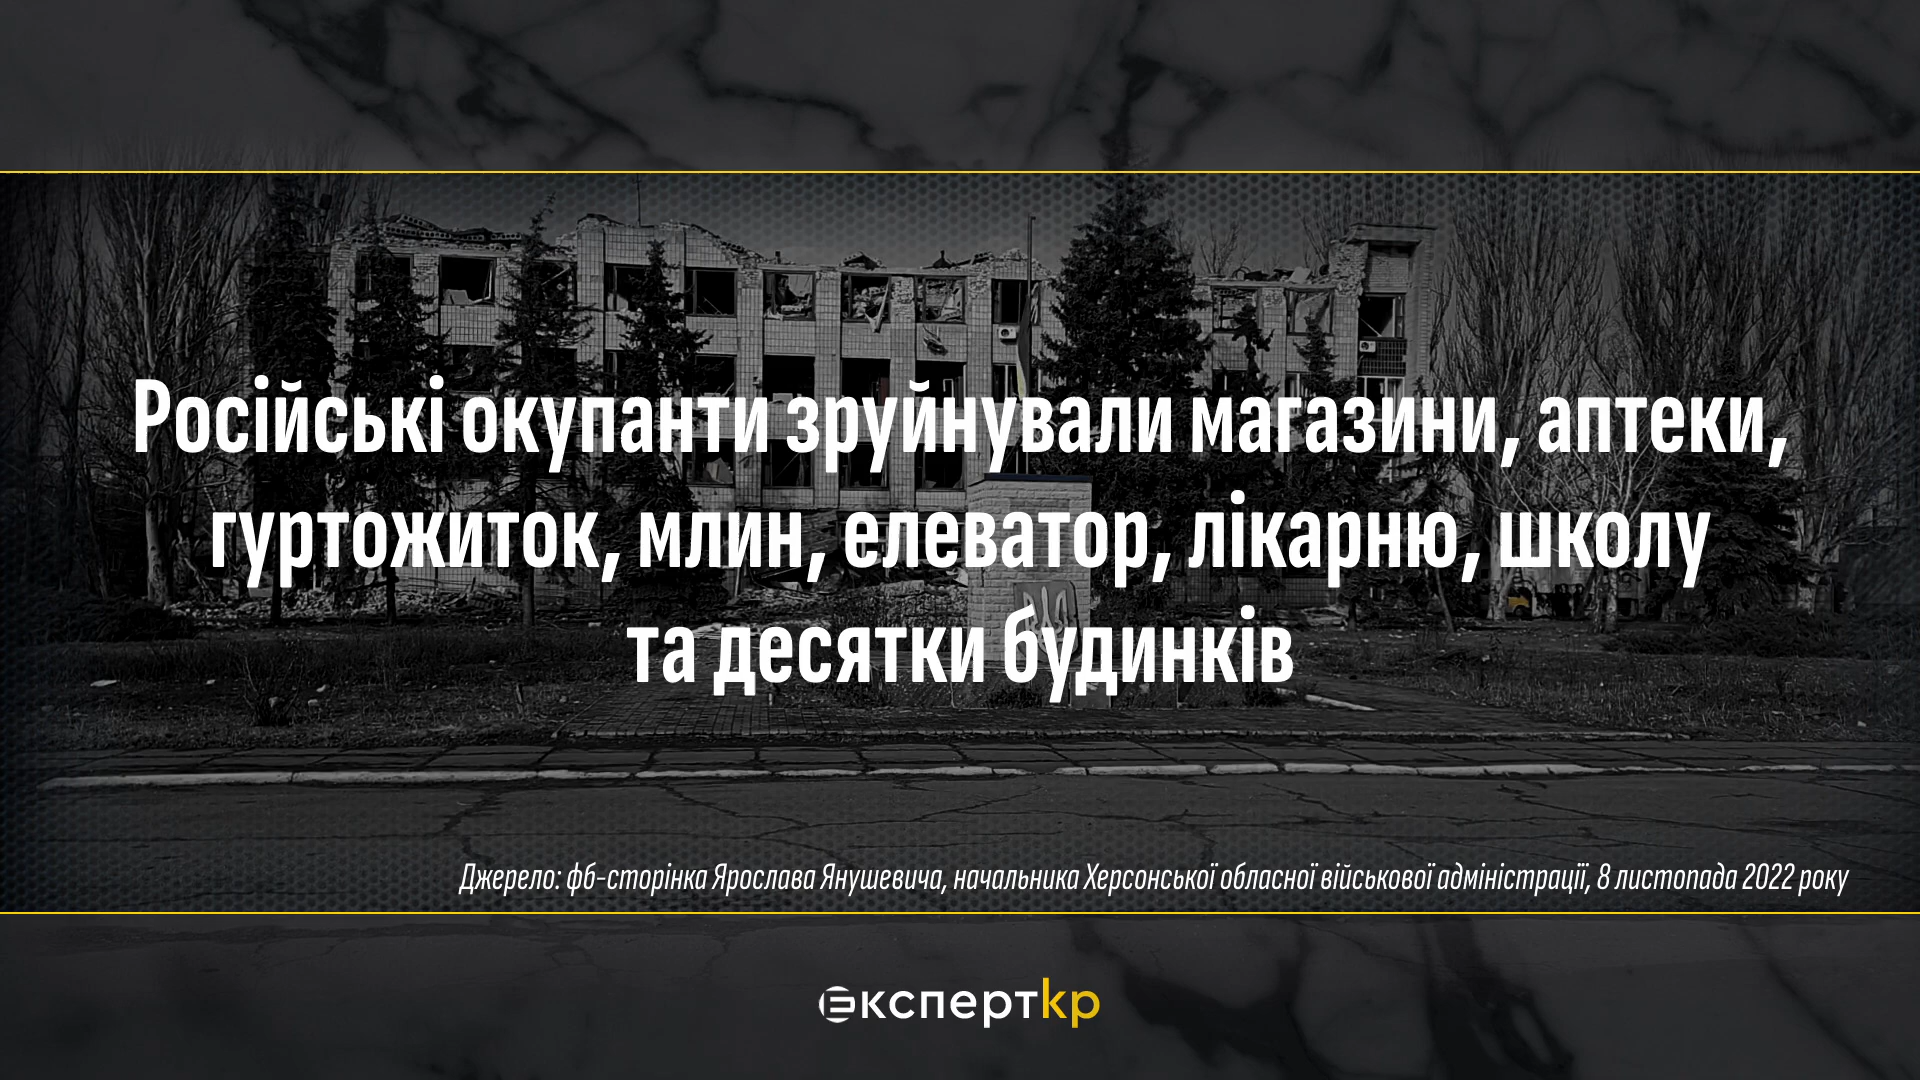 Російські окупанти зруйнували магазини, аптеки,
гуртожиток, млин, елеватор, лікарню, школу
та десятки будинків
Джерело: фб-сторінка Ярослава Янушевича, начальника Херсонської обласної військової адміністрації, 8 листопада 2022 року
експертkp